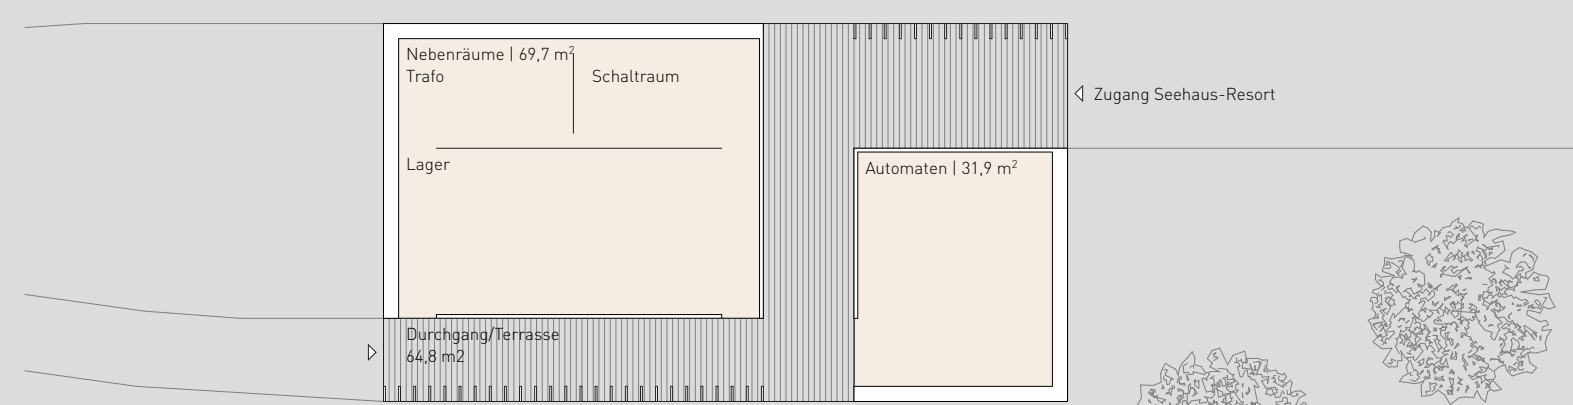 Nebenräume | 69,7 m²
Trafo
Schaltraum
Lager
Durchgang/Terrasse
64,8 m2
Automaten | 31,9 m²
Zugang Seehaus-Resort